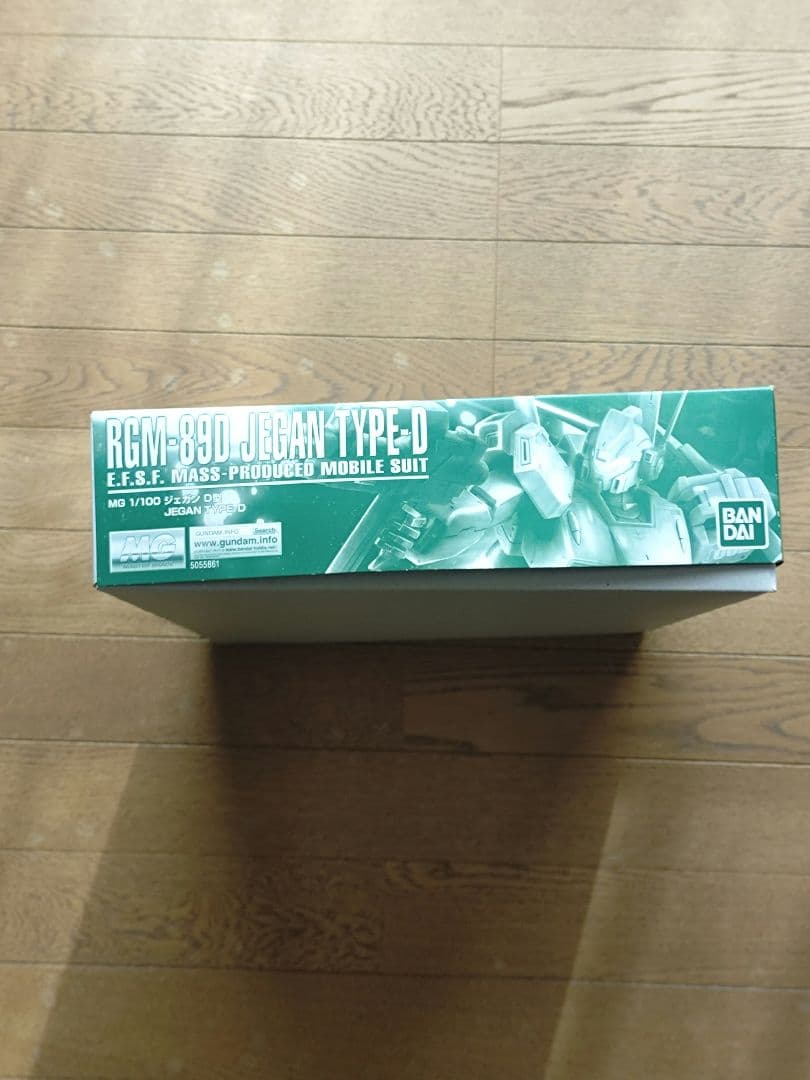 RGM-89D JEGAN TYPE-D
E.F.S.F. MASS-PRODUCED MOBILE SUIT
MG 1/100 ジェガン D型
JEGAN TYPE D
MG
GUNDAM.INFO Search
www.gundam.info
5055861
BAN
DAI